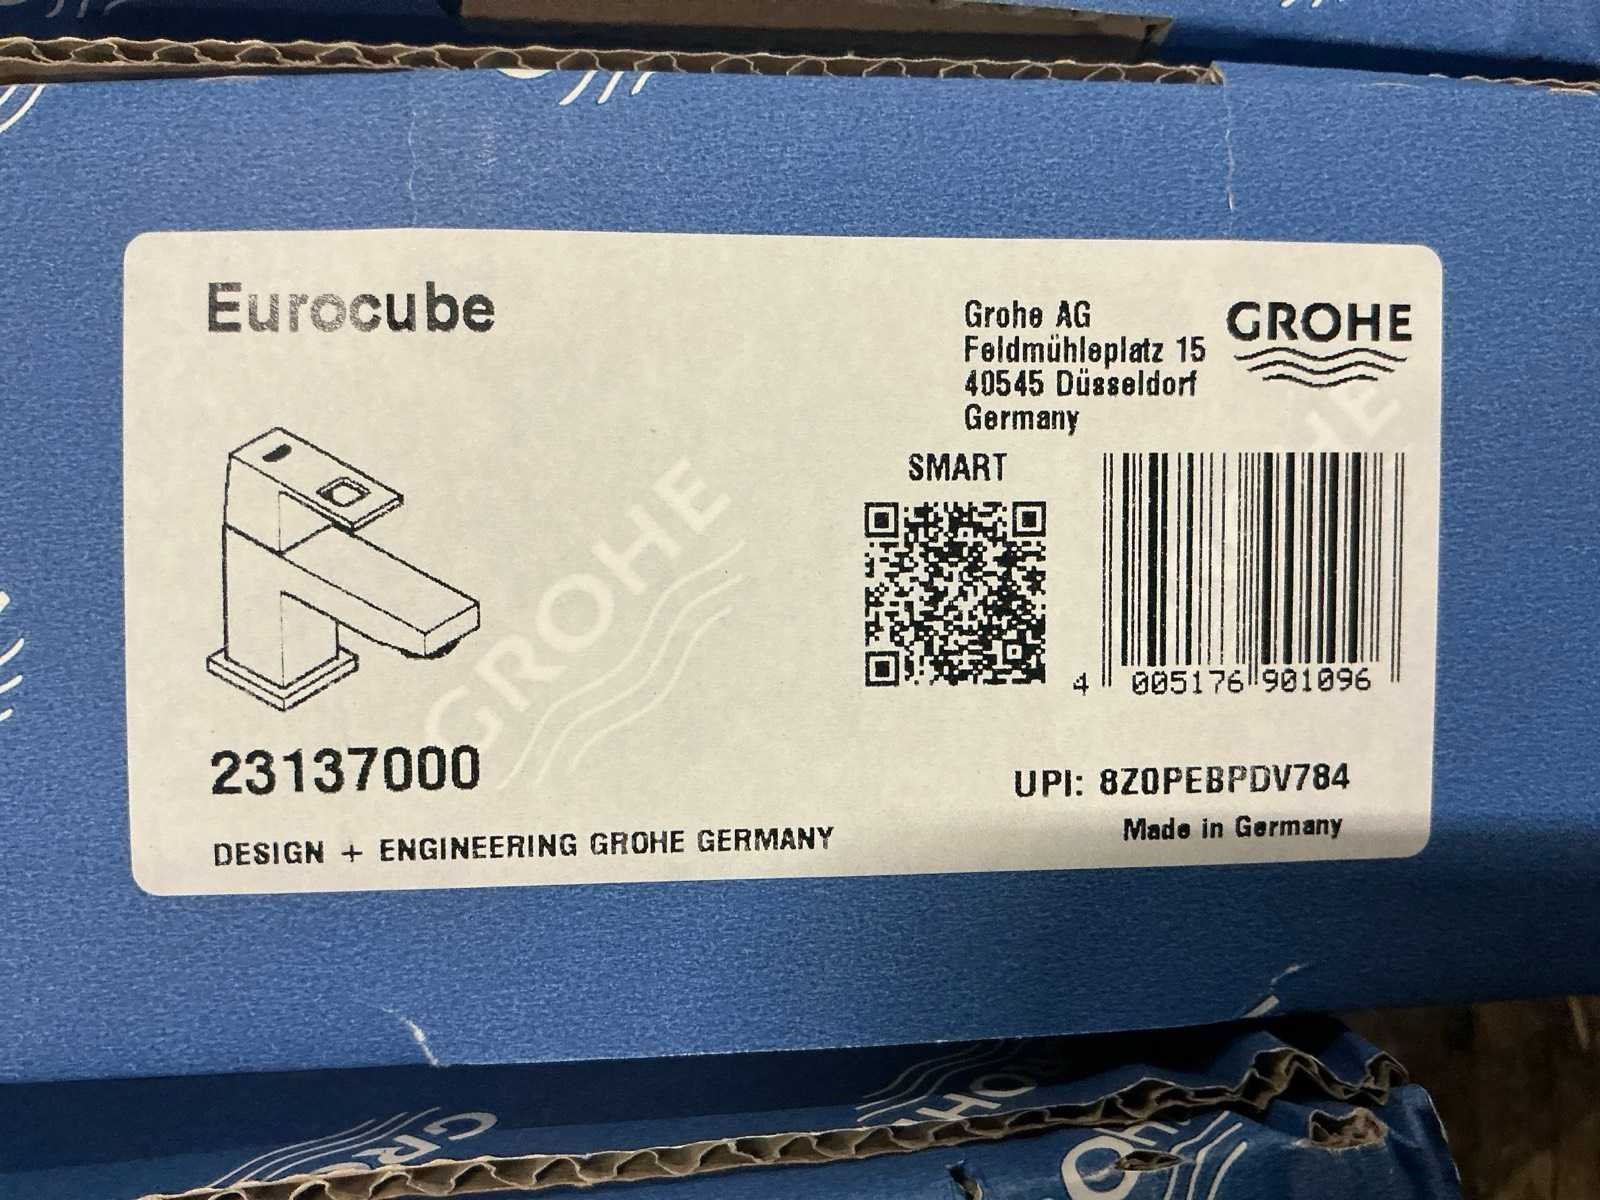 Eurocube
Grohe AG
Feldmühleplatz 15
40545 Düsseldorf
Germany
GROHE
SMART
4 005176 901096
GROHE
23137000
UPI: 8Z0PEBPDV784
Made in Germany
DESIGN + ENGINEERING GROHE GERMANY